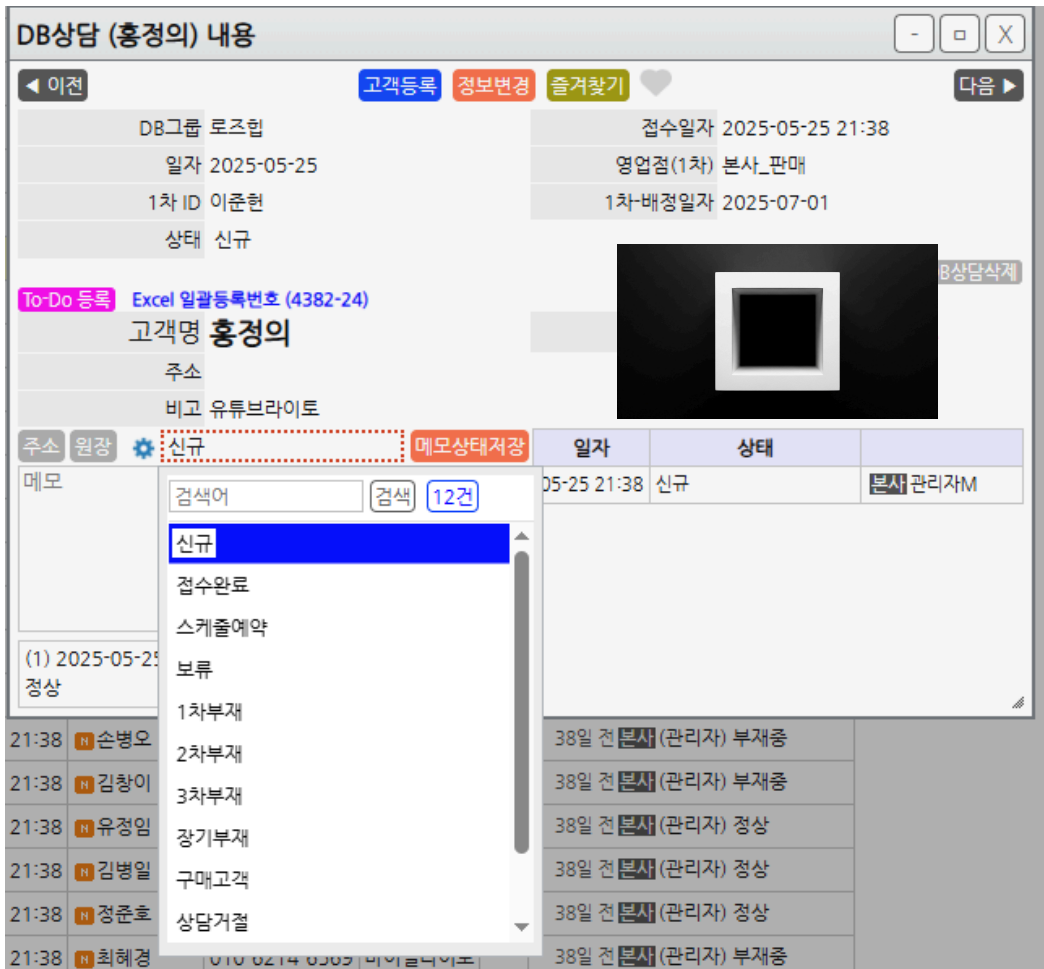 DB상담 (홍정의) 내용 - ㅁ X
◀ 이전 고객등록 정보변경 즐겨찾기 다음 ▶
DB그룹 로즈힙 접수일자 2025-05-25 21:38
일자 2025-05-25 영업점(1차) 본사_판매
1차 ID 이준헌 1차-배정일자 2025-07-01
상태 신규
B상담삭제
To-Do 등록 Excel 일괄등록번호 (4382-24)
고객명 홍정의
주소
비고 유튜브라이토
주소 원장 신규 메모상태저장 일자 상태
메모 05-25 21:38 신규 본사 관리자M
검색어 검색 12건
신규
접수완료
스케줄예약
(1) 2025-05-25
보류
정상
1차부재
21:38 N 손병오 38일 전 본사 (관리자) 부재중
2차부재
21:38 N 김창이 38일 전 본사 (관리자) 부재중
3차부재
21:38 N 유정임 38일 전 본사 (관리자) 정상
장기부재
21:38 N 김병일 38일 전 본사 (관리자) 정상
구매고객
21:38 N 정준호 38일 전 본사 (관리자) 정상
상담거절
21:38 N 최혜경 38일 전 본사 (관리자) 부재중